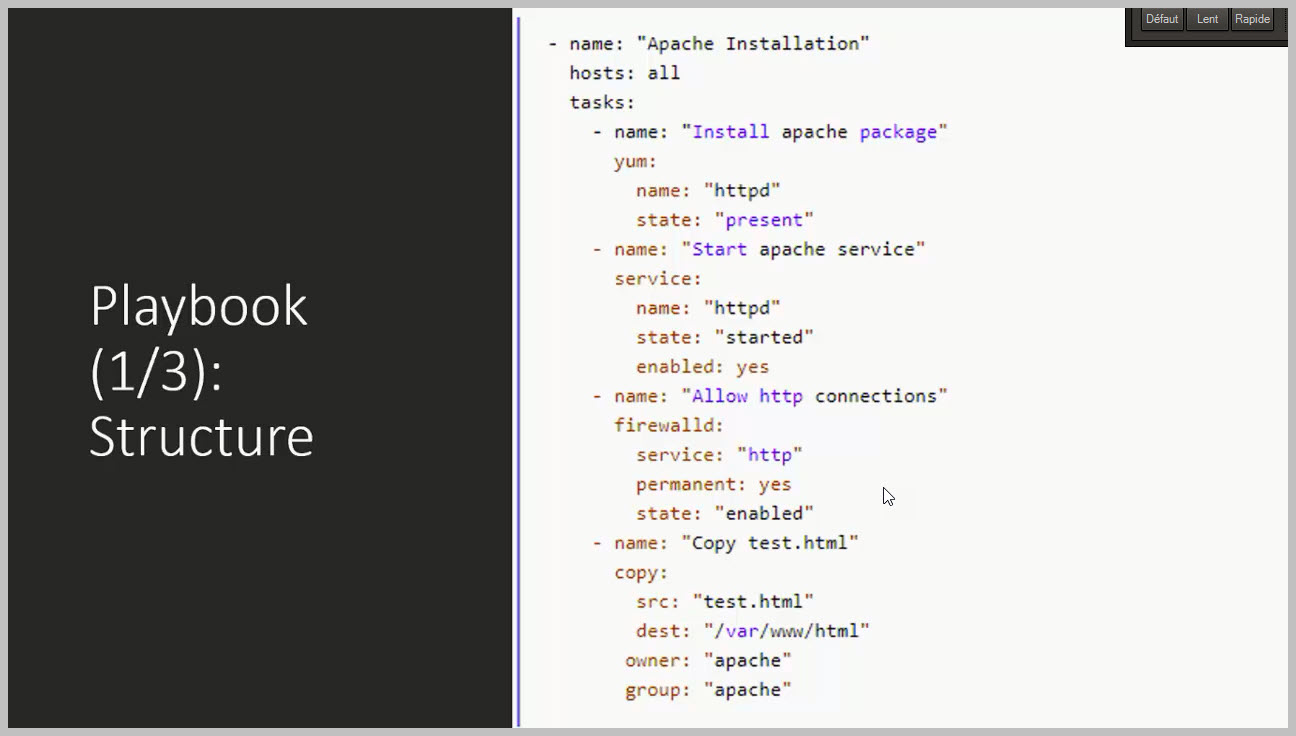 Défaut Lent Rapide
Playbook
(1/3):
Structure
- name: "Apache Installation"
  hosts: all
  tasks:
    - name: "Install apache package"
      yum:
        name: "httpd"
        state: "present"
    - name: "Start apache service"
      service:
        name: "httpd"
        state: "started"
        enabled: yes
    - name: "Allow http connections"
      firewalld:
        service: "http"
        permanent: yes
        state: "enabled"
    - name: "Copy test.html"
      copy:
        src: "test.html"
        dest: "/var/www/html"
       owner: "apache"
       group: "apache"